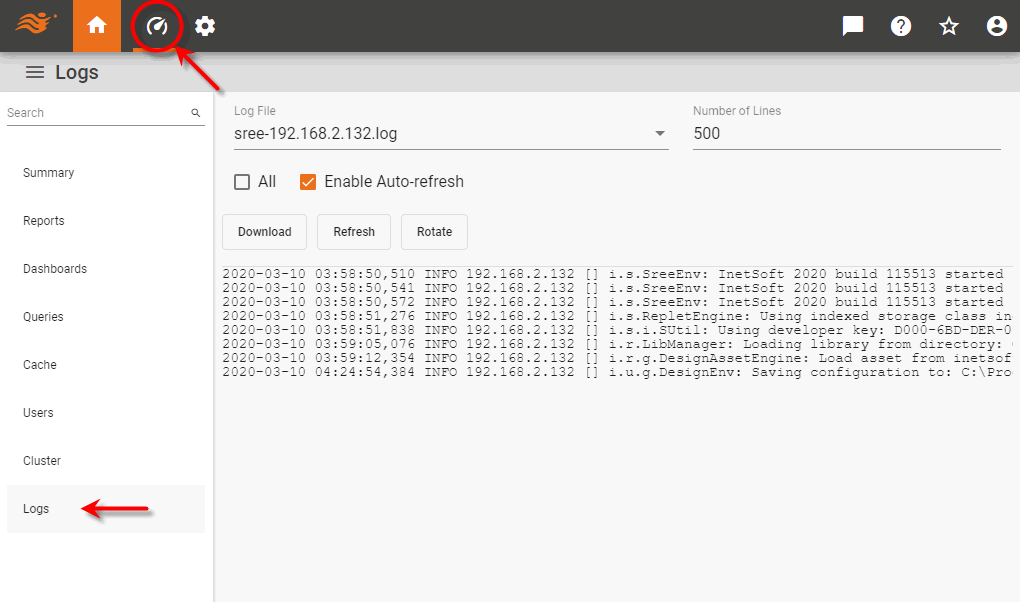 Logs
Search
Summary
Reports
Dashboards
Queries
Cache
Users
Cluster
Logs
Log File
sree-192.168.2.132.log
Number of Lines
500
All
Enable Auto-refresh
Download
Refresh
Rotate
2020-03-10 03:58:50,510 INFO 192.168.2.132 [] i.s.SreeEnv: InetSoft 2020 build 115513 started
2020-03-10 03:58:50,541 INFO 192.168.2.132 [] i.s.SreeEnv: InetSoft 2020 build 115513 started
2020-03-10 03:58:50,572 INFO 192.168.2.132 [] i.s.SreeEnv: InetSoft 2020 build 115513 started
2020-03-10 03:58:51,276 INFO 192.168.2.132 [] i.s.RepletEngine: Using indexed storage class in
2020-03-10 03:58:51,838 INFO 192.168.2.132 [] i.s.i.SUtil: Using developer key: D000-6BD-DER-0
2020-03-10 03:59:05,076 INFO 192.168.2.132 [] i.r.LibManager: Loading library from directory:
2020-03-10 03:59:12,354 INFO 192.168.2.132 [] i.r.g.DesignAssetEngine: Load asset from inetsof
2020-03-10 04:24:54,384 INFO 192.168.2.132 [] i.u.g.DesignEnv: Saving configuration to: C:\Pro